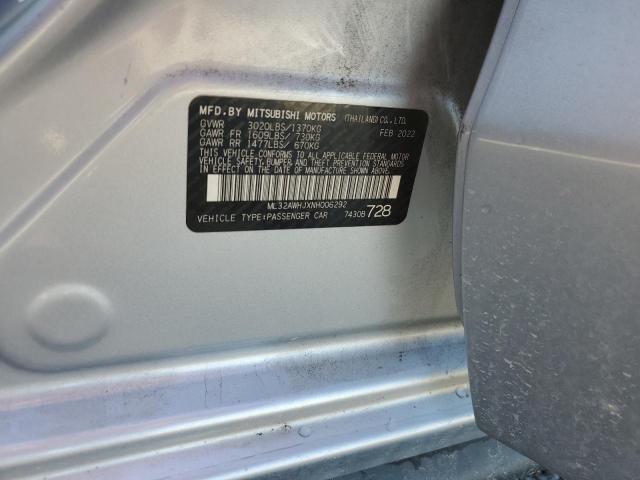 MFD.BY MITSUBISHI MOTORS (THAILAND) CO., LTD.
GVWR 3020LBS/1370KG FEB 2022
GAWR FR 1609LBS/ 730KG
GAWR RR 1477LBS/ 670KG
THIS VEHICLE CONFORMS TO ALL APPLICABLE FEDERAL MOTOR
VEHICLE SAFETY, BUMPER AND THEFT PREVENTION STANDARDS
IN EFFECT ON THE DATE OF MANUFACTURE SHOWN ABOVE.
ML32AWHJXNH006292
VEHICLE TYPE:PASSENGER CAR 7430B 728